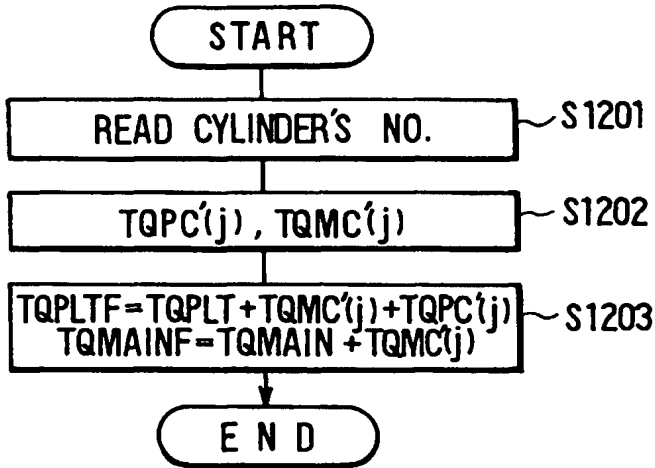 START
READ CYLINDER'S NO.
S1201
TQPC'(j), TQMC'(j)
S1202
TQPLTF=TQPLT+TQMC'(j)+TQPC'(j)
TQMAINF=TQMAIN+TQMC'(j)
S1203
END